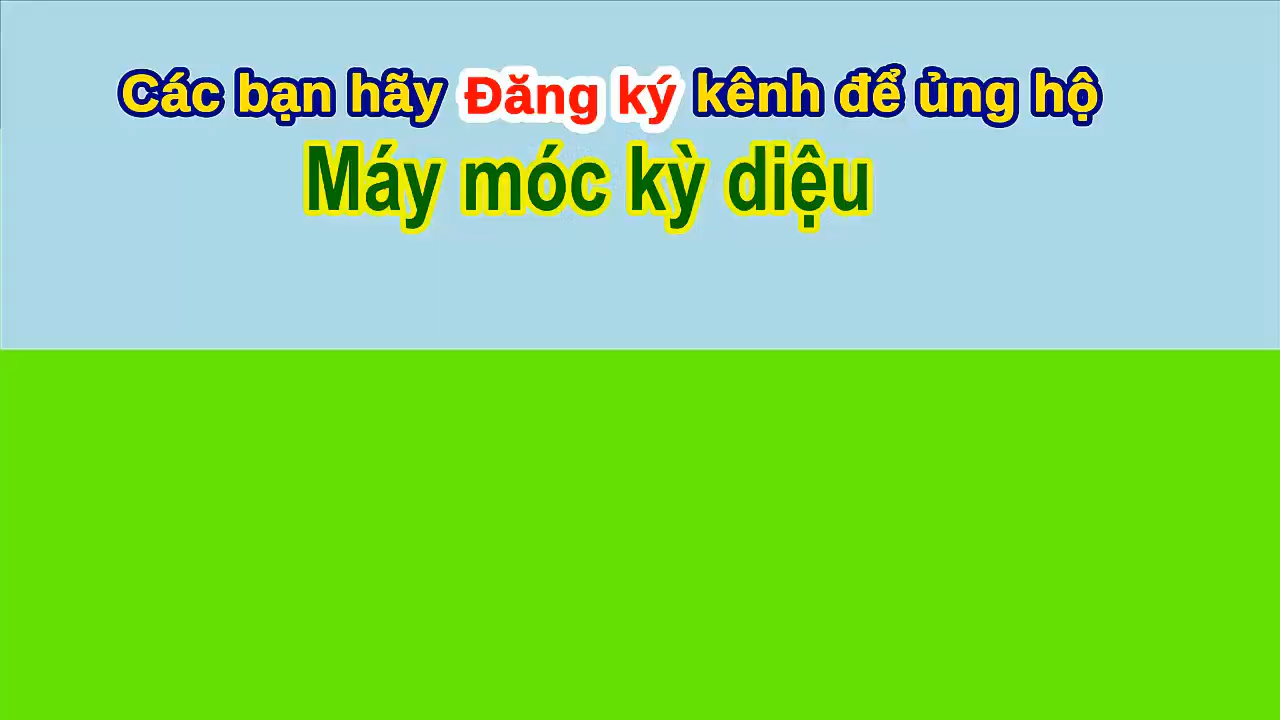 Các bạn hãy Đăng ký kênh để ủng hộ
Máy móc kỳ diệu